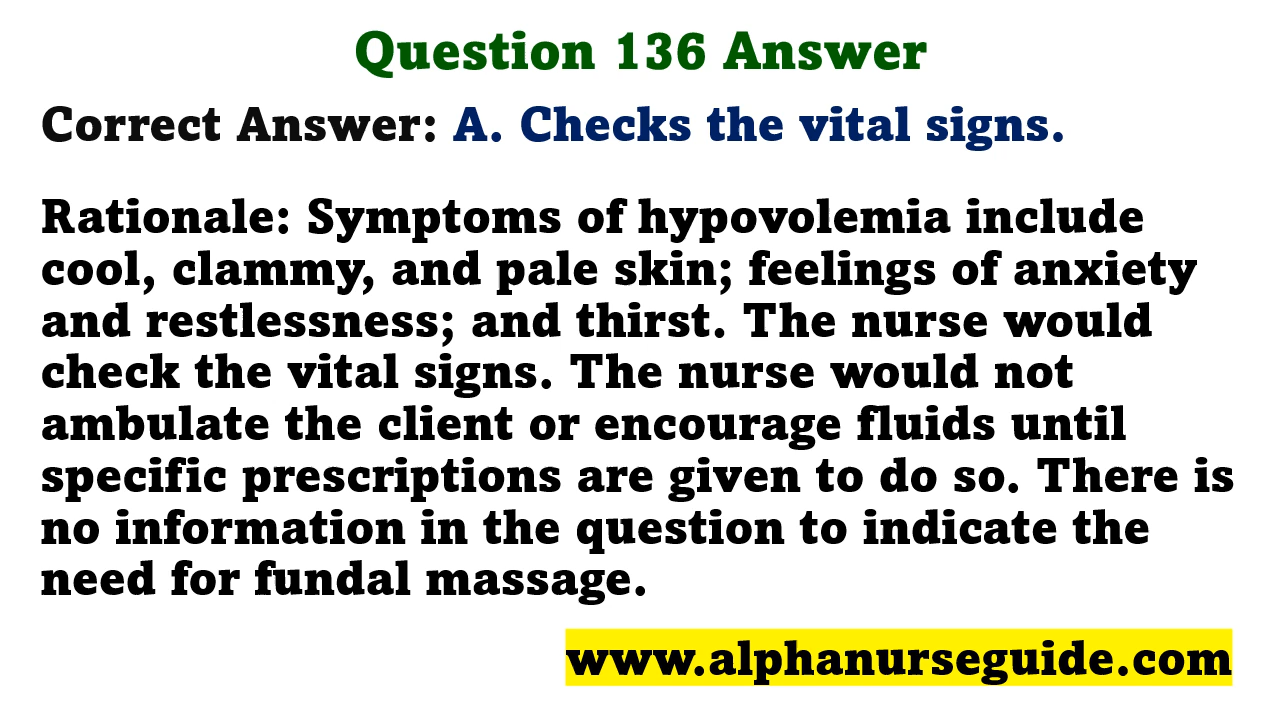 Question 136 Answer
Correct Answer: A. Checks the vital signs.
Rationale: Symptoms of hypovolemia include
cool, clammy, and pale skin; feelings of anxiety
and restlessness; and thirst. The nurse would
check the vital signs. The nurse would not
ambulate the client or encourage fluids until
specific prescriptions are given to do so. There is
no information in the question to indicate the
need for fundal massage.
www.alphanurseguide.com